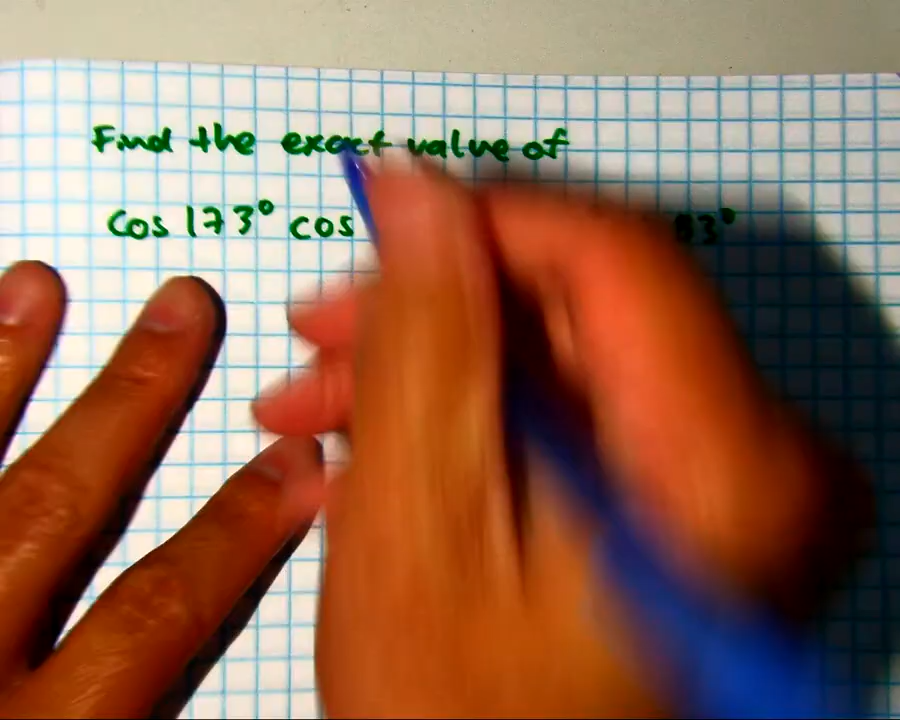 Find the exact value of
cos 173° cos 83°